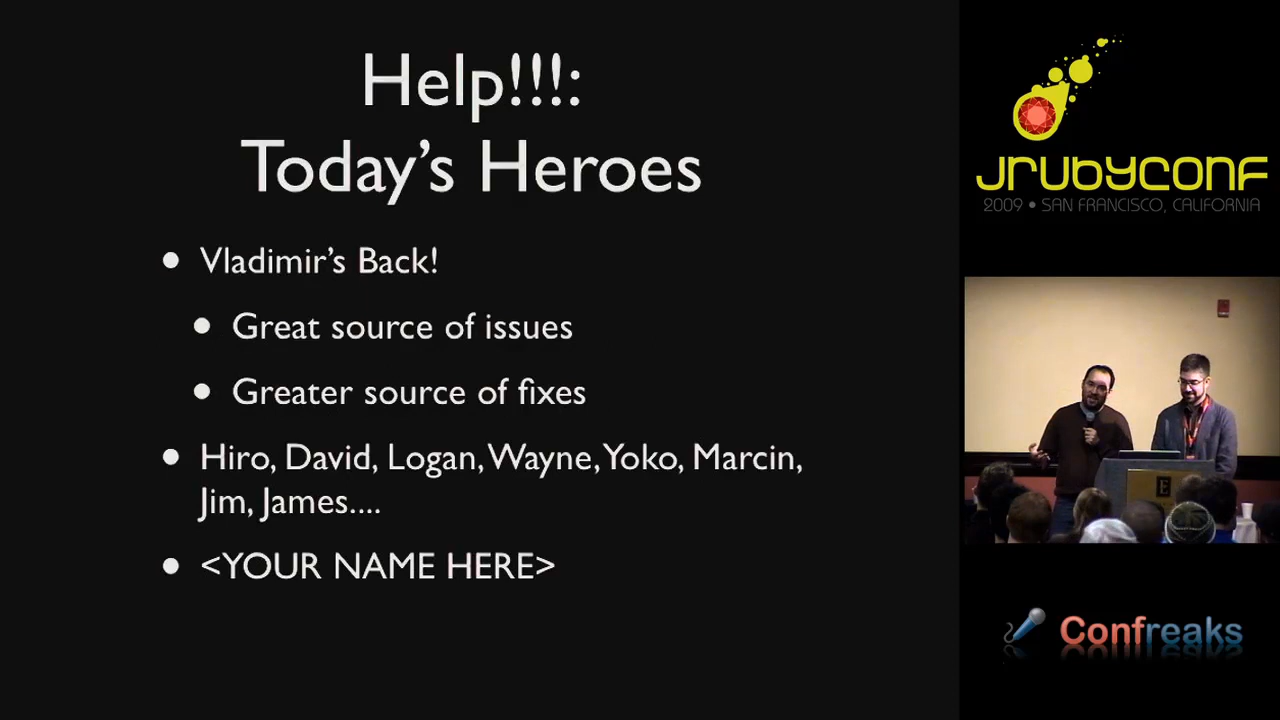 Help!!!:
Today's Heroes
• Vladimir's Back!
• Great source of issues
• Greater source of fixes
• Hiro, David, Logan, Wayne, Yoko, Marcin,
Jim, James....
• <YOUR NAME HERE>
JRUBYCONF
2009 • SAN FRANCISCO, CALIFORNIA
E
Confreaks